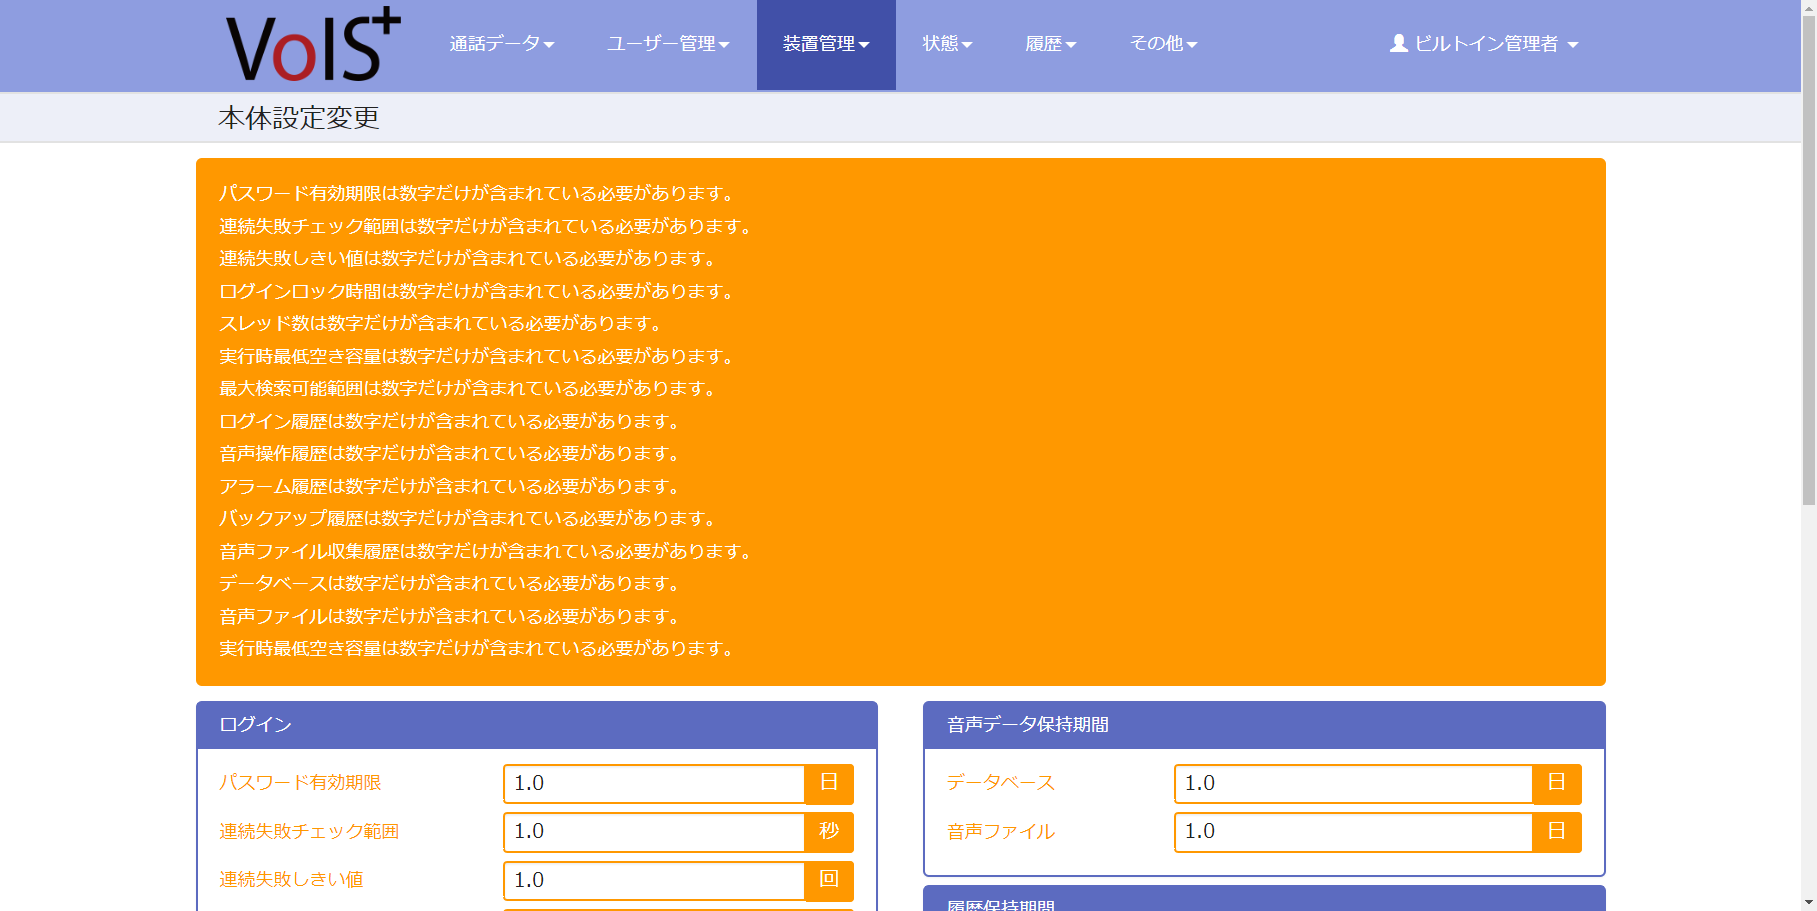 VoIS+ 通話データ ユーザー管理 装置管理 状態 履歴 その他 ビルトイン管理者
本体設定変更
パスワード有効期限は数字だけが含まれている必要があります。
連続失敗チェック範囲は数字だけが含まれている必要があります。
連続失敗しきい値は数字だけが含まれている必要があります。
ログインロック時間は数字だけが含まれている必要があります。
スレッド数は数字だけが含まれている必要があります。
実行時最低空き容量は数字だけが含まれている必要があります。
最大検索可能範囲は数字だけが含まれている必要があります。
ログイン履歴は数字だけが含まれている必要があります。
音声操作履歴は数字だけが含まれている必要があります。
アラーム履歴は数字だけが含まれている必要があります。
バックアップ履歴は数字だけが含まれている必要があります。
音声ファイル収集履歴は数字だけが含まれている必要があります。
データベースは数字だけが含まれている必要があります。
音声ファイルは数字だけが含まれている必要があります。
実行時最低空き容量は数字だけが含まれている必要があります。
ログイン
パスワード有効期限 1.0 日
連続失敗チェック範囲 1.0 秒
連続失敗しきい値 1.0 回
音声データ保持期間
データベース 1.0 日
音声ファイル 1.0 日
履歴保持期間